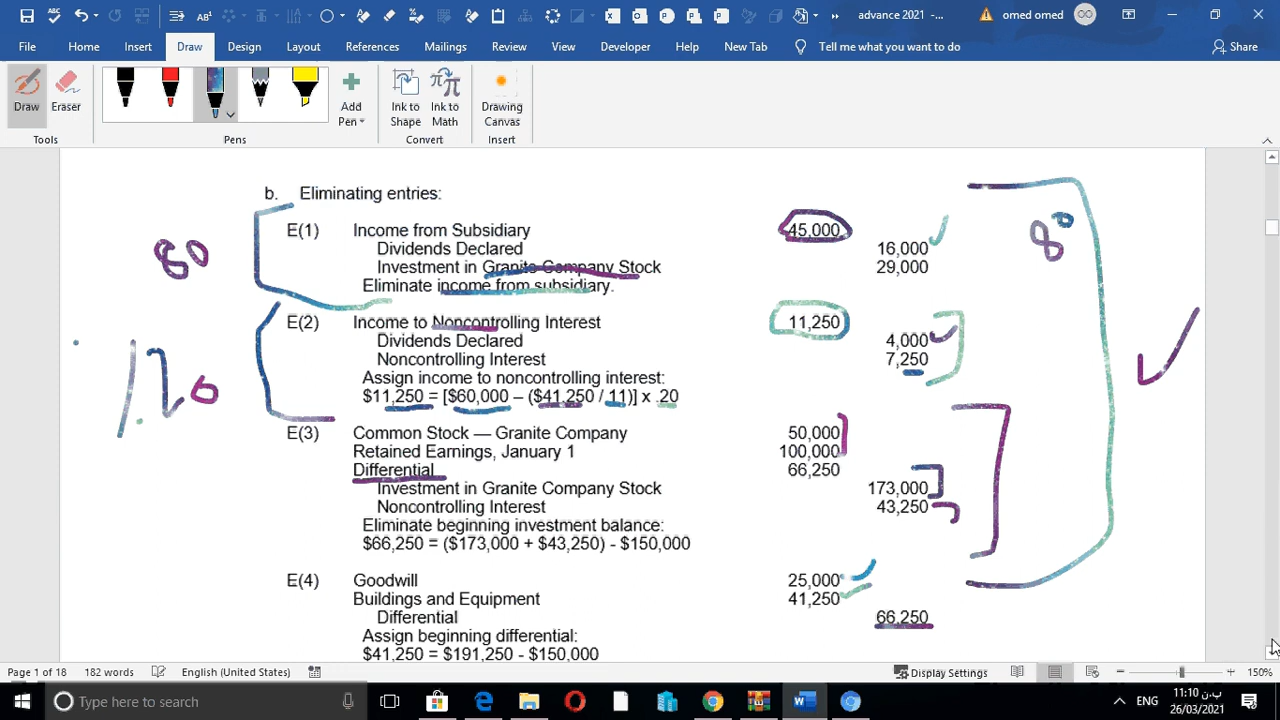 advance 2021 -...
omed omed
OO
File Home Insert Draw Design Layout References Mailings Review View Developer Help New Tab Tell me what you want to do Share
Draw Eraser Add Pen Ink to Shape Ink to Math Drawing Canvas
Tools Pens Convert Insert
b. Eliminating entries:
E(1) Income from Subsidiary 45,000
Dividends Declared 16,000
Investment in Granite Company Stock 29,000
Eliminate income from subsidiary.
80
80
E(2) Income to Noncontrolling Interest 11,250
Dividends Declared 4,000
Noncontrolling Interest 7,250
Assign income to noncontrolling interest:
$11,250 = [$60,000 – ($41,250 / 11)] x .20
%20
E(3) Common Stock — Granite Company 50,000
Retained Earnings, January 1 100,000
Differential 66,250
Investment in Granite Company Stock 173,000
Noncontrolling Interest 43,250
Eliminate beginning investment balance:
$66,250 = ($173,000 + $43,250) - $150,000
E(4) Goodwill 25,000
Buildings and Equipment 41,250
Differential 66,250
Assign beginning differential:
$41,250 = $191,250 - $150,000
Page 1 of 18 182 words English (United States) Display Settings 150%
Type here to search ENG 11:10 ب.ن
26/03/2021